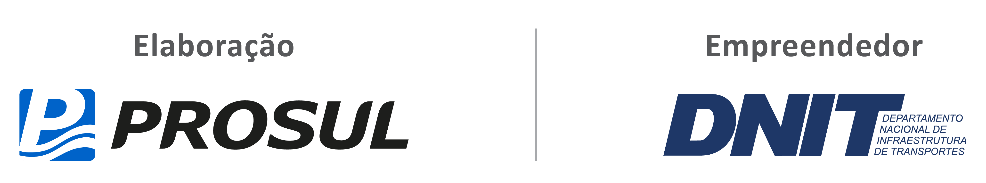 Elaboração
PROSUL
Empreendedor
DNIT
DEPARTAMENTO
NACIONAL DE
INFRAESTRUTURA
DE TRANSPORTES